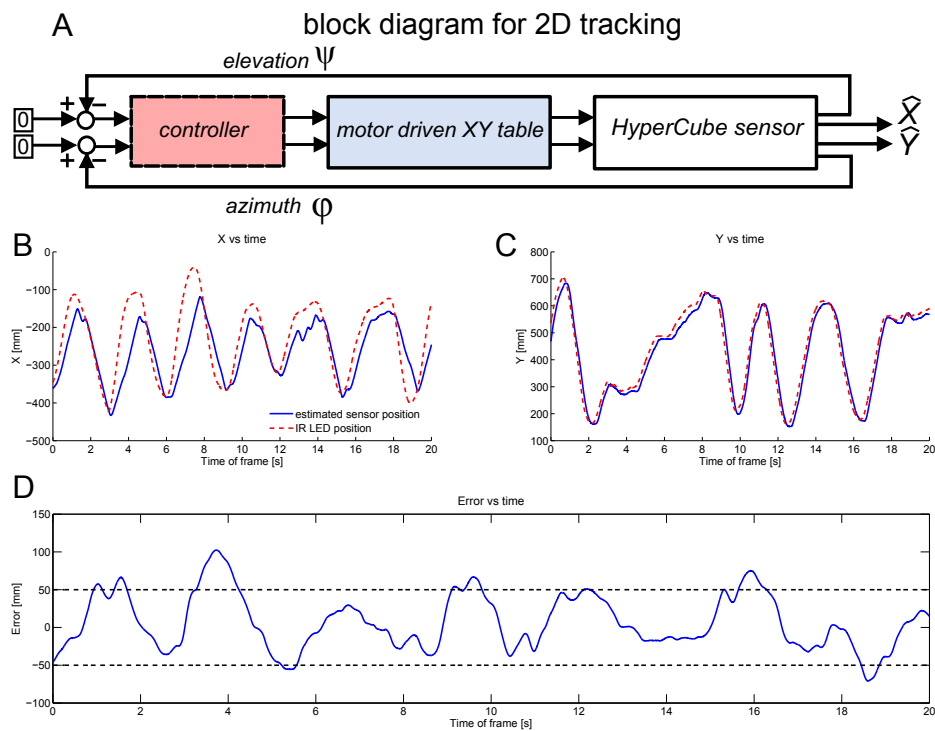 A
block diagram for 2D tracking
elevation ψ
+
−
0
controller
motor driven XY table
HyperCube sensor
X̂
0
Ŷ
+
−
azimuth φ
B
X vs time
0
−100
−200
−300
−400
−500
X [mm]
estimated sensor position
IR LED position
0 2 4 6 8 10 12 14 16 18 20
Time of frame [s]
C
Y vs time
800
700
600
500
400
300
200
100
Y [mm]
0 2 4 6 8 10 12 14 16 18 20
Time of frame [s]
D
Error vs time
150
100
50
0
−50
−100
Error [mm]
0 2 4 6 8 10 12 14 16 18 20
Time of frame [s]